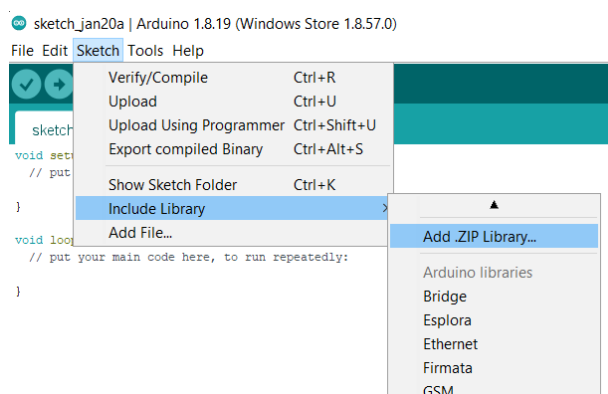 sketch_jan20a | Arduino 1.8.19 (Windows Store 1.8.57.0)
File Edit Sketch Tools Help
Verify/Compile Ctrl+R
Upload Ctrl+U
Upload Using Programmer Ctrl+Shift+U
Export compiled Binary Ctrl+Alt+S
Show Sketch Folder Ctrl+K
Include Library
Add File...
sketch
void set
// put
}
void loo
// put your main code here, to run repeatedly:
}
Add .ZIP Library...
Arduino libraries
Bridge
Esplora
Ethernet
Firmata
GSM